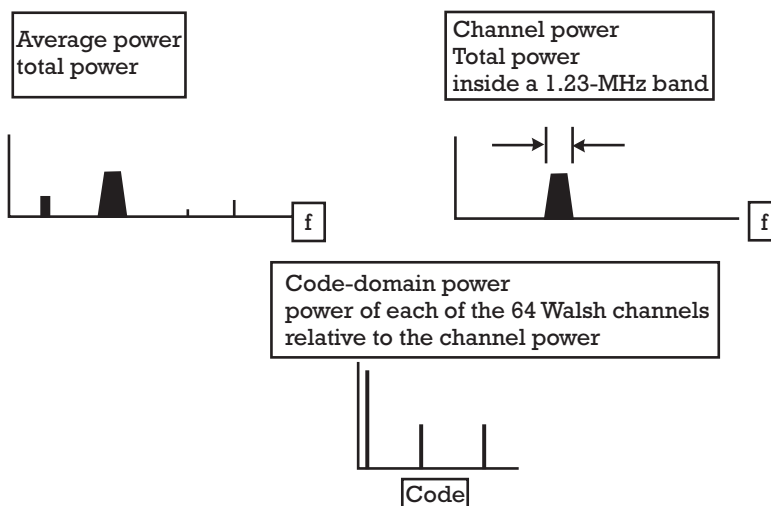 Average power
total power
Channel power
Total power
inside a 1.23-MHz band
f
f
Code-domain power
power of each of the 64 Walsh channels
relative to the channel power
Code